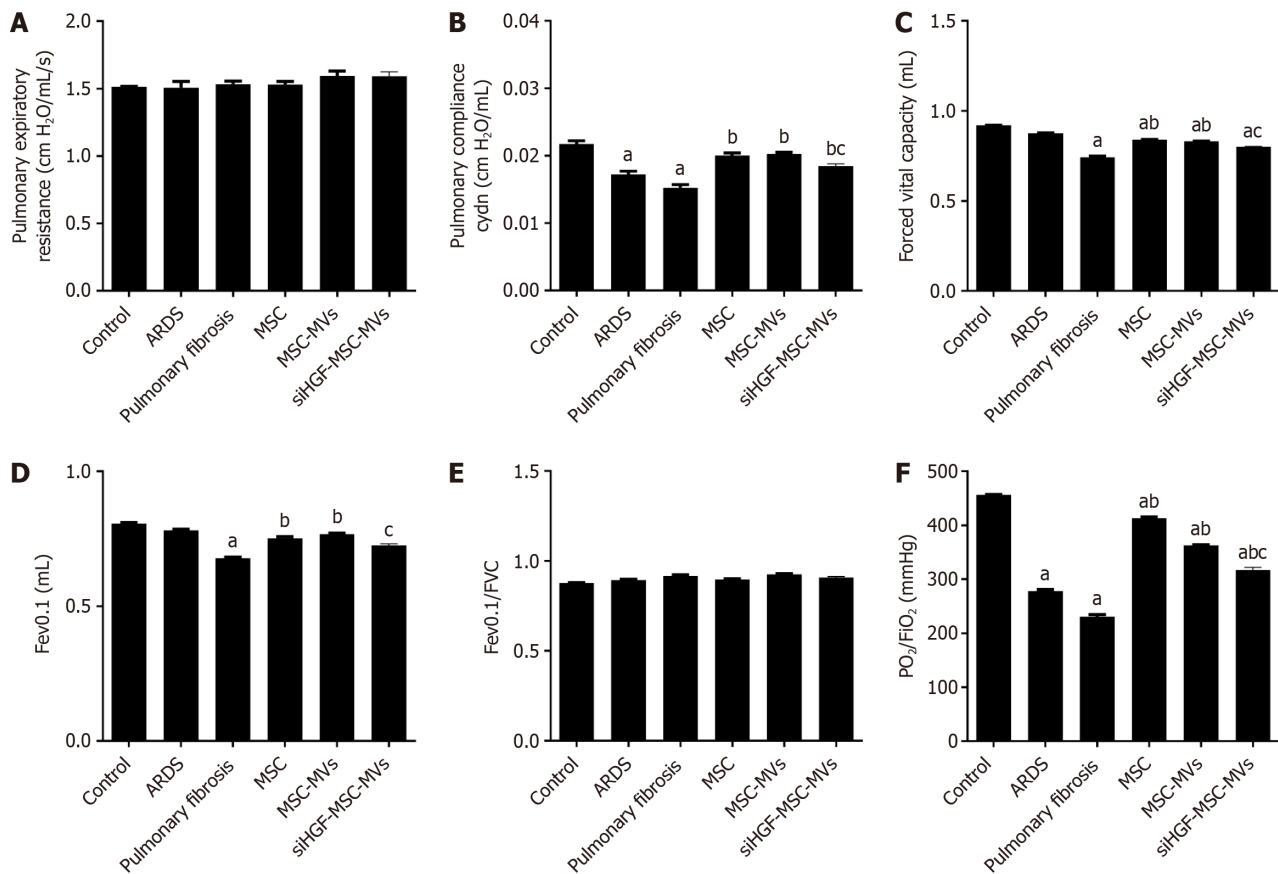 A
Pulmonary expiratory
resistance (cm H₂O/mL/s)
2.0
1.5
1.0
0.5
0.0
Control
ARDS
Pulmonary fibrosis
MSC
MSC-MVs
siHGF-MSC-MVs
B
Pulmonary compliance
cydn (cm H₂O/mL)
0.04
0.03
0.02
0.01
0.00
a
a
b
b
bc
Control
ARDS
Pulmonary fibrosis
MSC
MSC-MVs
siHGF-MSC-MVs
C
Forced vital capacity (mL)
1.5
1.0
0.5
0.0
a
ab
ab
ac
Control
ARDS
Pulmonary fibrosis
MSC
MSC-MVs
siHGF-MSC-MVs
D
Fev0.1 (mL)
1.0
0.5
0.0
a
b
b
c
Control
ARDS
Pulmonary fibrosis
MSC
MSC-MVs
siHGF-MSC-MVs
E
Fev0.1/FVC
1.5
1.0
0.5
0.0
Control
ARDS
Pulmonary fibrosis
MSC
MSC-MVs
siHGF-MSC-MVs
F
PO₂/FiO₂ (mmHg)
500
400
300
200
100
0
a
a
ab
ab
abc
Control
ARDS
Pulmonary fibrosis
MSC
MSC-MVs
siHGF-MSC-MVs